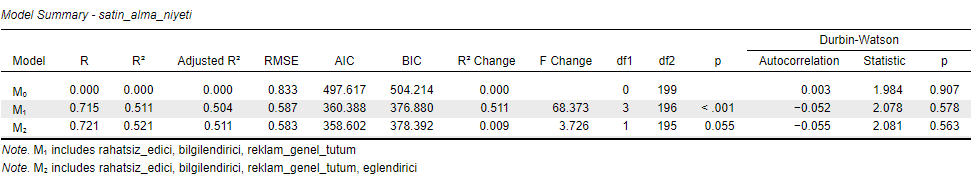 Model Summary - satin_alma_niyeti
Durbin-Watson
Model R R² Adjusted R² RMSE AIC BIC R² Change F Change df1 df2 p Autocorrelation Statistic p
M₀ 0.000 0.000 0.000 0.833 497.617 504.214 0.000 0 199 0.003 1.984 0.907
M₁ 0.715 0.511 0.504 0.587 360.388 376.880 0.511 68.373 3 196 < .001 −0.052 2.078 0.578
M₂ 0.721 0.521 0.511 0.583 358.602 378.392 0.009 3.726 1 195 0.055 −0.055 2.081 0.563
Note. M₁ includes rahatsiz_edici, bilgilendirici, reklam_genel_tutum
Note. M₂ includes rahatsiz_edici, bilgilendirici, reklam_genel_tutum, eglendirici